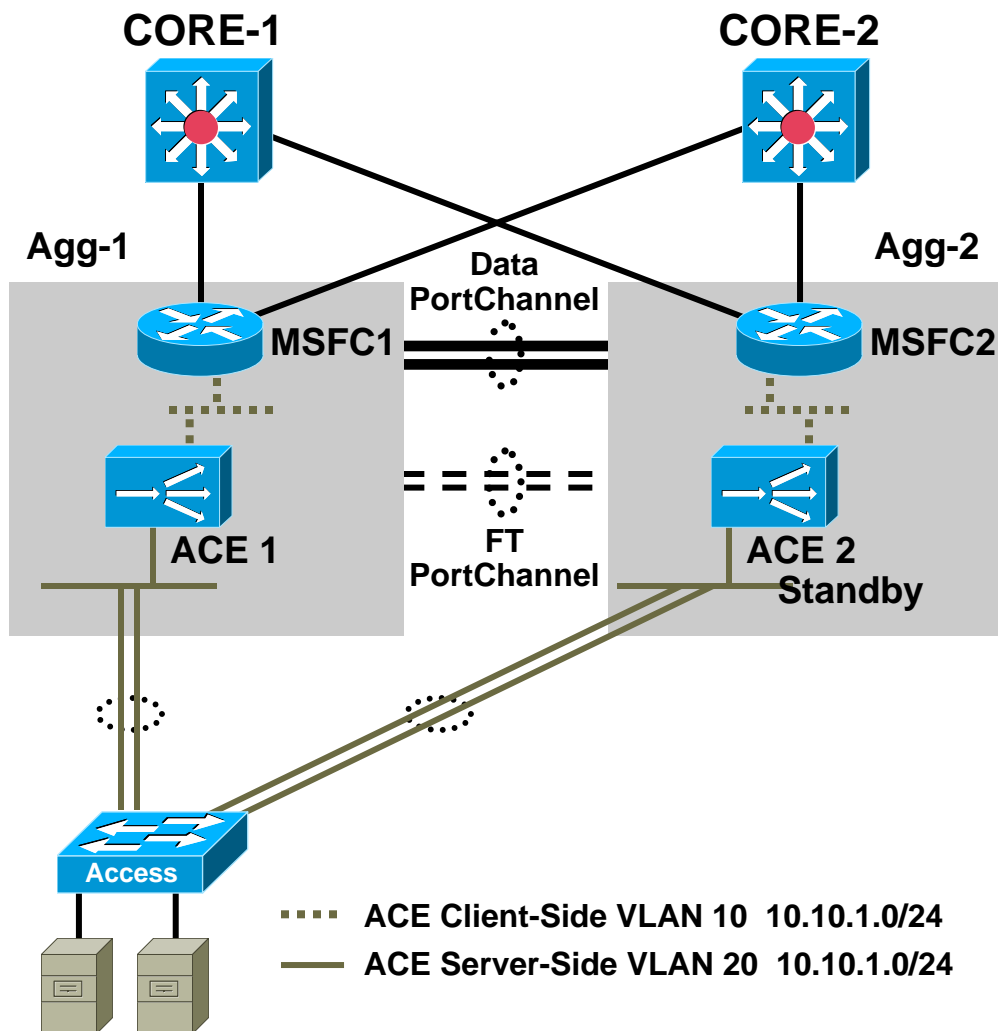 CORE-1
CORE-2
Agg-1
Agg-2
Data
PortChannel
MSFC1
MSFC2
FT
PortChannel
ACE 1
ACE 2
Standby
Access
ACE Client-Side VLAN 10 10.10.1.0/24
ACE Server-Side VLAN 20 10.10.1.0/24